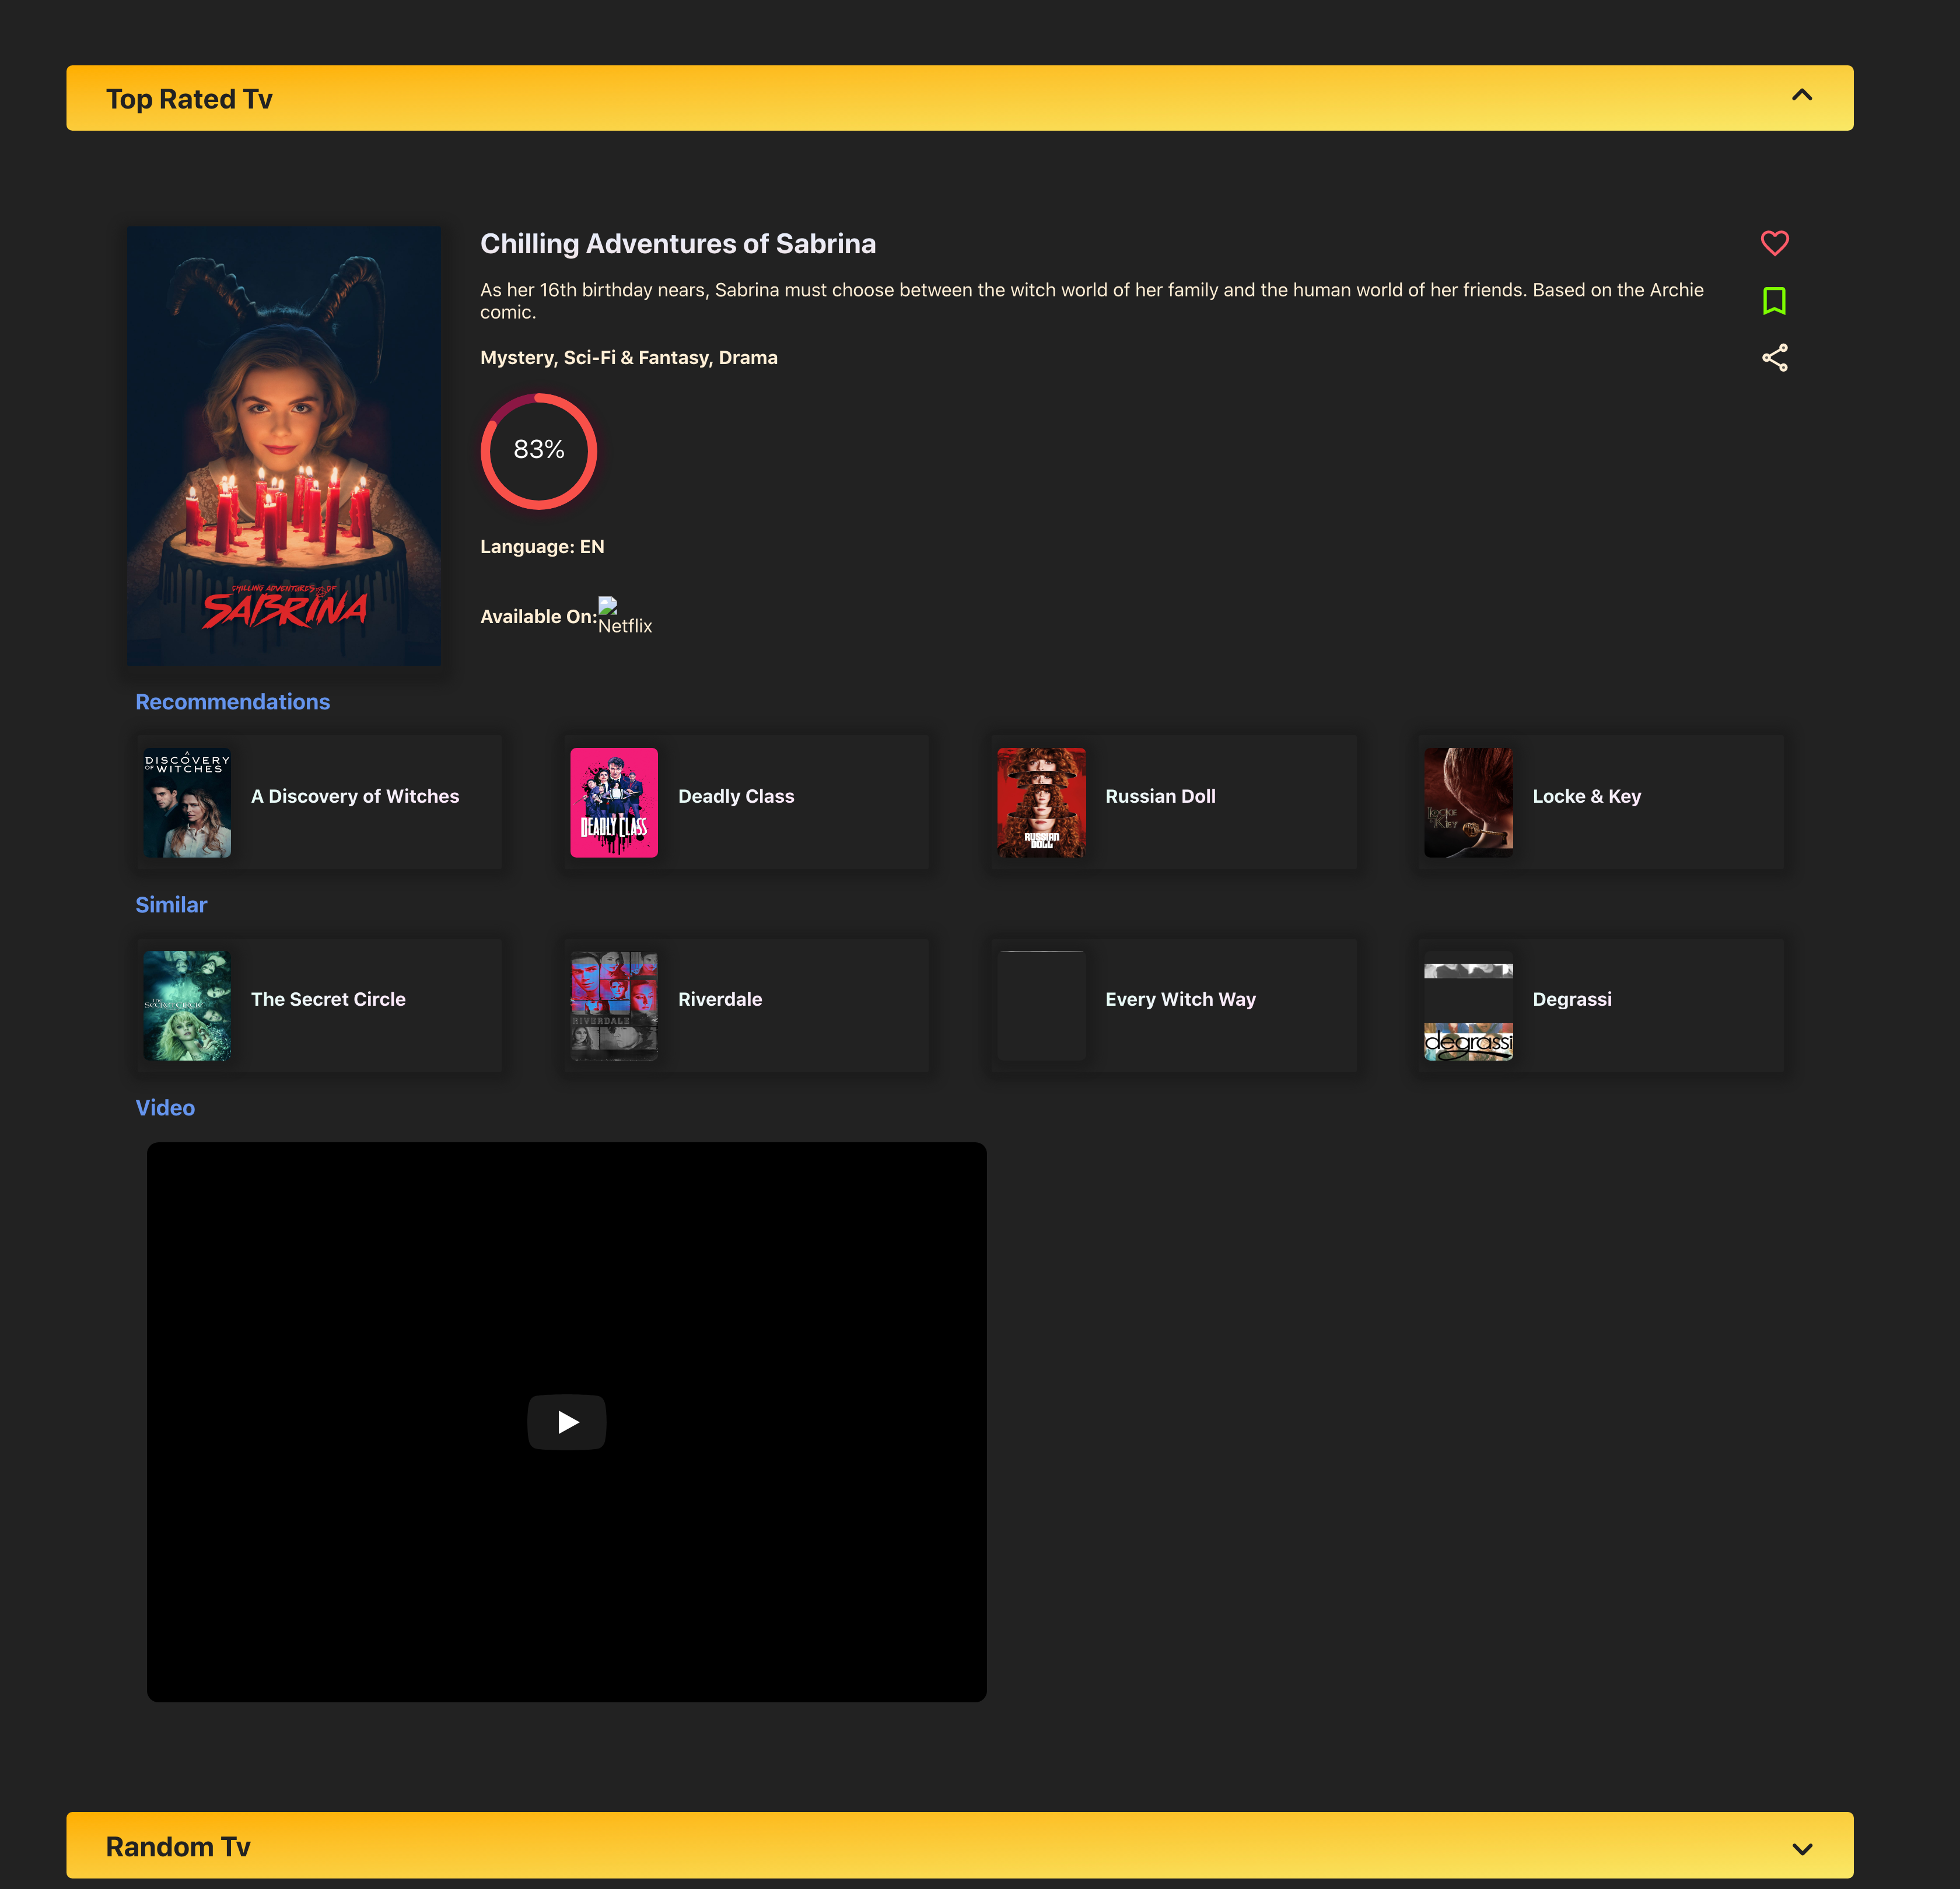 Top Rated Tv
Chilling Adventures of Sabrina
As her 16th birthday nears, Sabrina must choose between the witch world of her family and the human world of her friends. Based on the Archie
comic.
Mystery, Sci-Fi & Fantasy, Drama
83%
Language: EN
Available On: Netflix
CHILLING ADVENTURES OF
SABRINA
Recommendations
A
DISCOVERY
OF WITCHES
A Discovery of Witches
DEADLY CLASS
Deadly Class
RUSSIAN
DOLL
Russian Doll
LOCKE
& KEY
Locke & Key
Similar
THE
SECRET CIRCLE
The Secret Circle
RIVERDALE
Riverdale
Every Witch Way
degrassi
Degrassi
Video
Random Tv